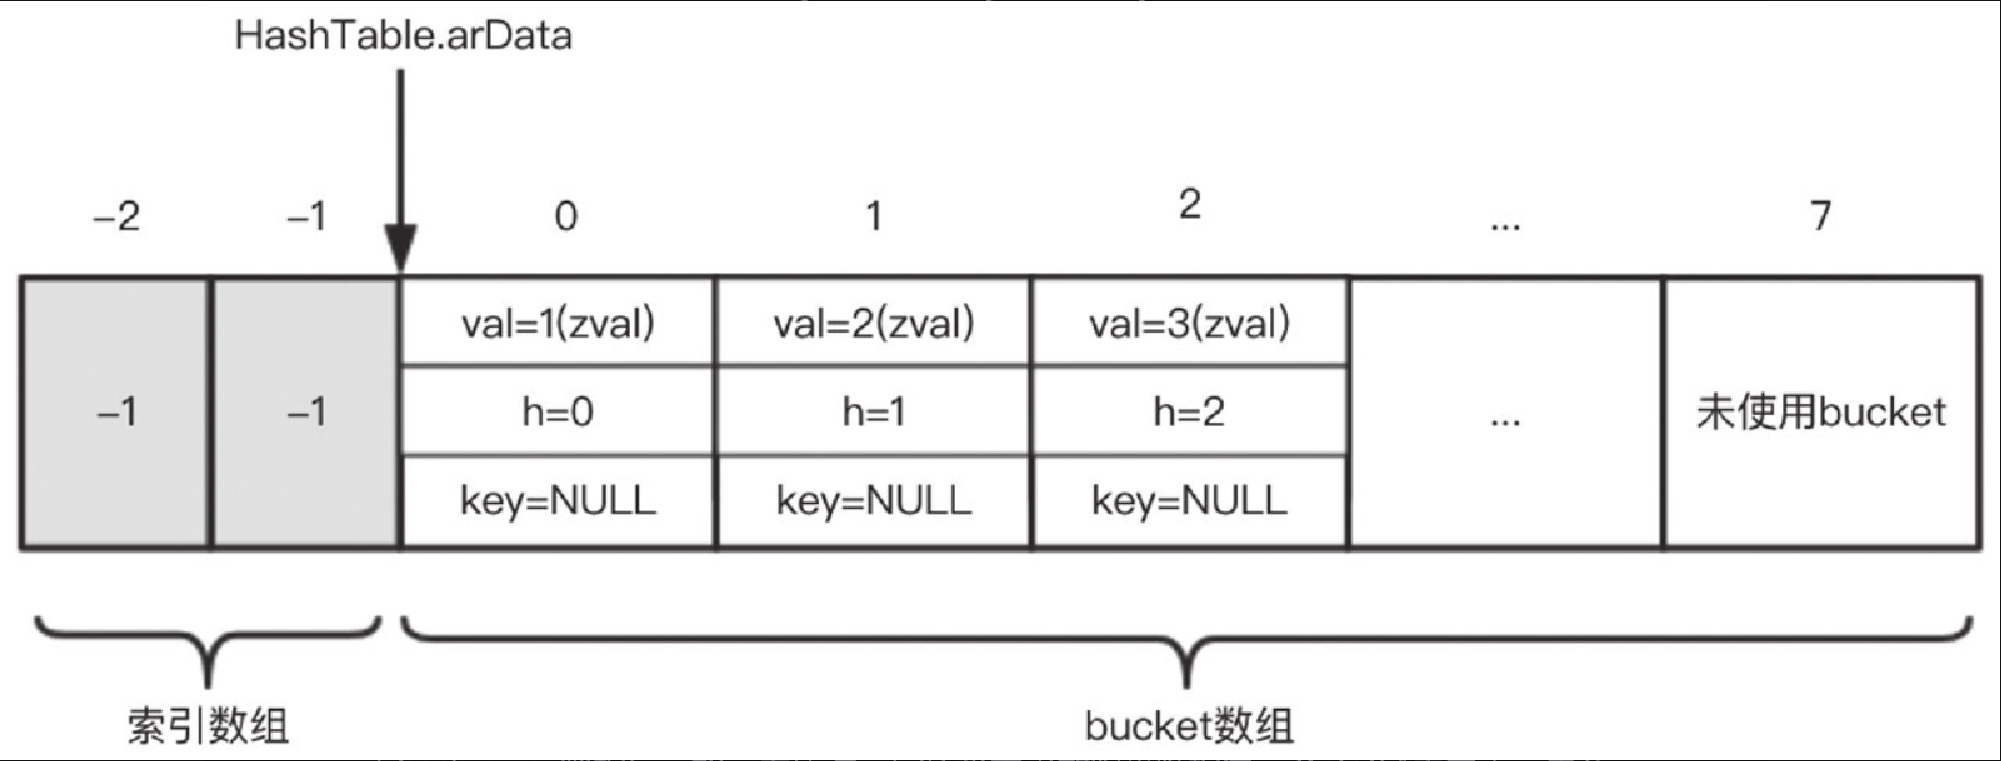 HashTable.arData
–2 –1 0 1 2 ... 7
val=1(zval) val=2(zval) val=3(zval)
–1 –1 h=0 h=1 h=2 ... 未使用bucket
key=NULL key=NULL key=NULL
索引数组 bucket数组